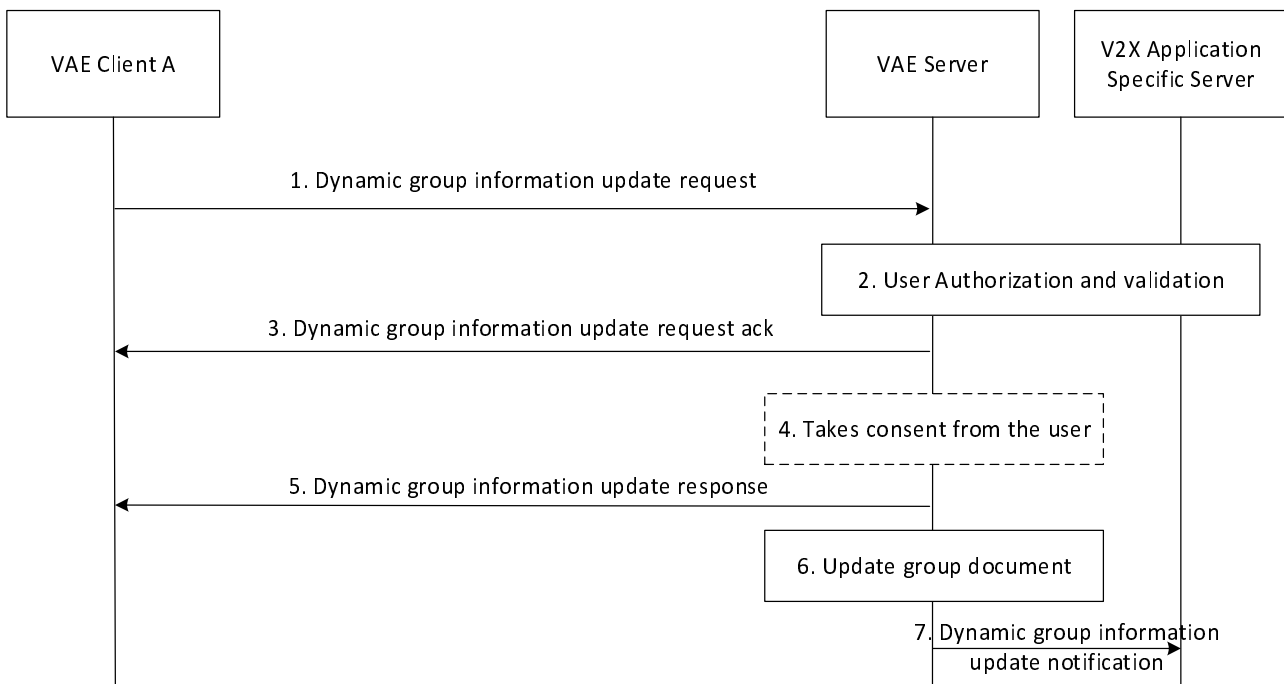 VAE Client A
VAE Server
V2X Application
Specific Server
1. Dynamic group information update request
2. User Authorization and validation
3. Dynamic group information update request ack
4. Takes consent from the user
5. Dynamic group information update response
6. Update group document
7. Dynamic group information
update notification